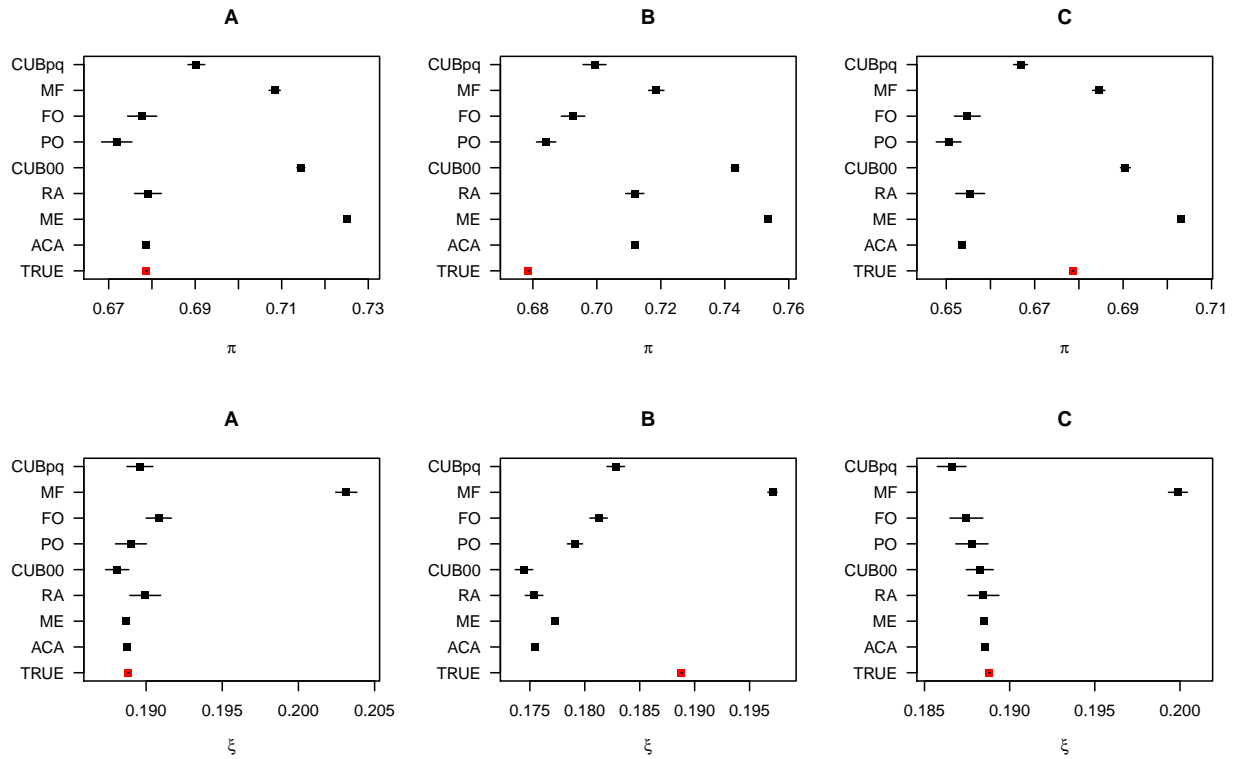 A
CUBpq
MF
FO
PO
CUB00
RA
ME
ACA
TRUE
0.67 0.69 0.71 0.73
π
B
CUBpq
MF
FO
PO
CUB00
RA
ME
ACA
TRUE
0.68 0.70 0.72 0.74 0.76
π
C
CUBpq
MF
FO
PO
CUB00
RA
ME
ACA
TRUE
0.65 0.67 0.69 0.71
π
A
CUBpq
MF
FO
PO
CUB00
RA
ME
ACA
TRUE
0.190 0.195 0.200 0.205
ξ
B
CUBpq
MF
FO
PO
CUB00
RA
ME
ACA
TRUE
0.175 0.180 0.185 0.190 0.195
ξ
C
CUBpq
MF
FO
PO
CUB00
RA
ME
ACA
TRUE
0.185 0.190 0.195 0.200
ξ